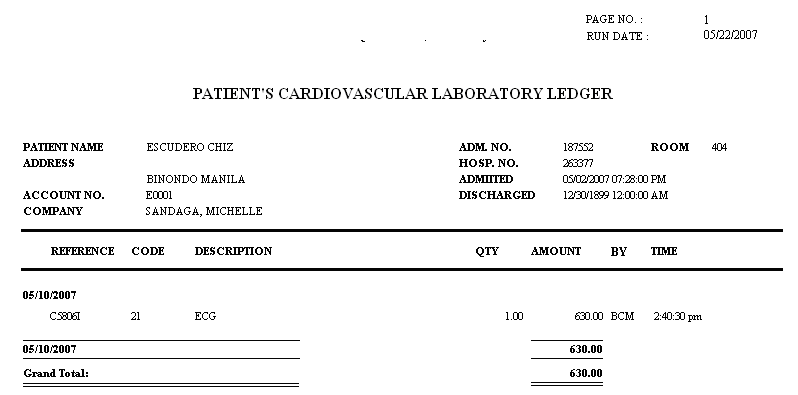 PAGE NO. : 1
RUN DATE : 05/22/2007
PATIENT'S CARDIOVASCULAR LABORATORY LEDGER
PATIENT NAME ESCUDERO CHIZ ADM. NO. 187552 ROOM 404
ADDRESS HOSP. NO. 263377
BINONDO MANILA ADMIITED 05/02/2007 07:28:00 PM
ACCOUNT NO. E0001 DISCHARGED 12/30/1899 12:00:00 AM
COMPANY SANDAGA, MICHELLE
REFERENCE CODE DESCRIPTION QTY AMOUNT BY TIME
05/10/2007
C5806I 21 ECG 1.00 630.00 BCM 2:40:30 pm
05/10/2007 630.00
Grand Total: 630.00